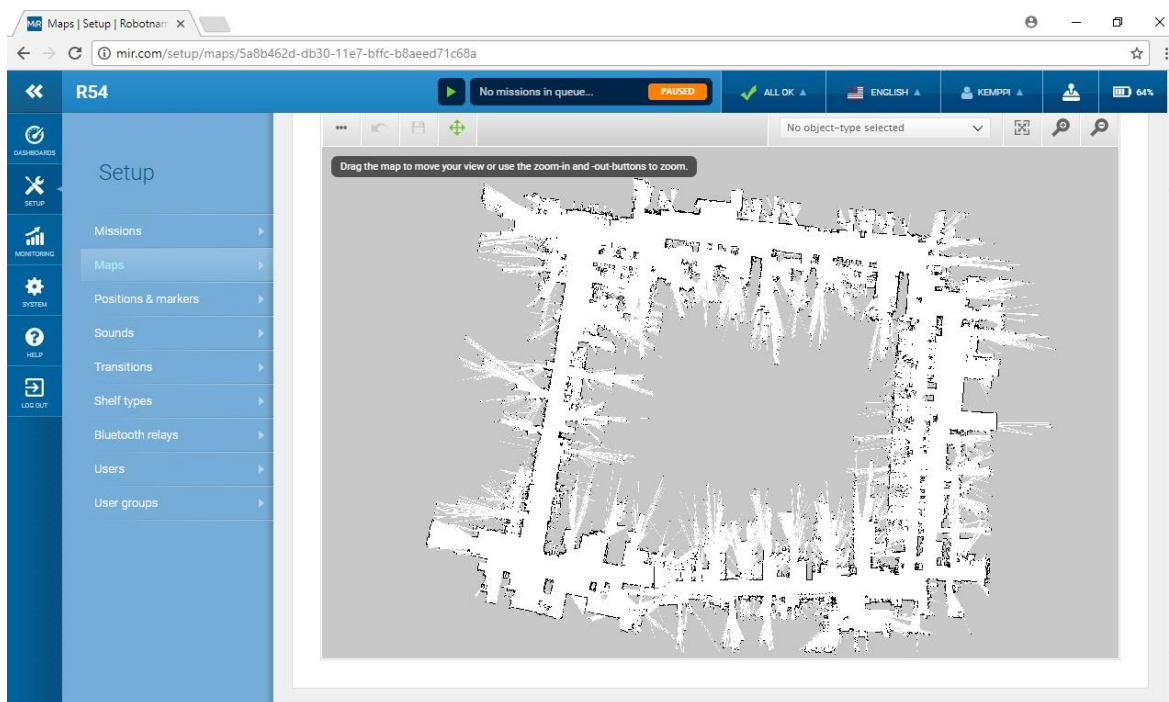 MiR Maps | Setup | Robotnam
mir.com/setup/maps/5a8b462d-db30-11e7-bffc-b8aeed71c68a
R54
No missions in queue...
PAUSED
ALL OK
ENGLISH
KEMPPI
64%
DASHBOARDS
SETUP
MONITORING
SYSTEM
HELP
LOG OUT
Setup
Missions
Maps
Positions & markers
Sounds
Transitions
Shelf types
Bluetooth relays
Users
User groups
No object-type selected
Drag the map to move your view or use the zoom-in and -out-buttons to zoom.